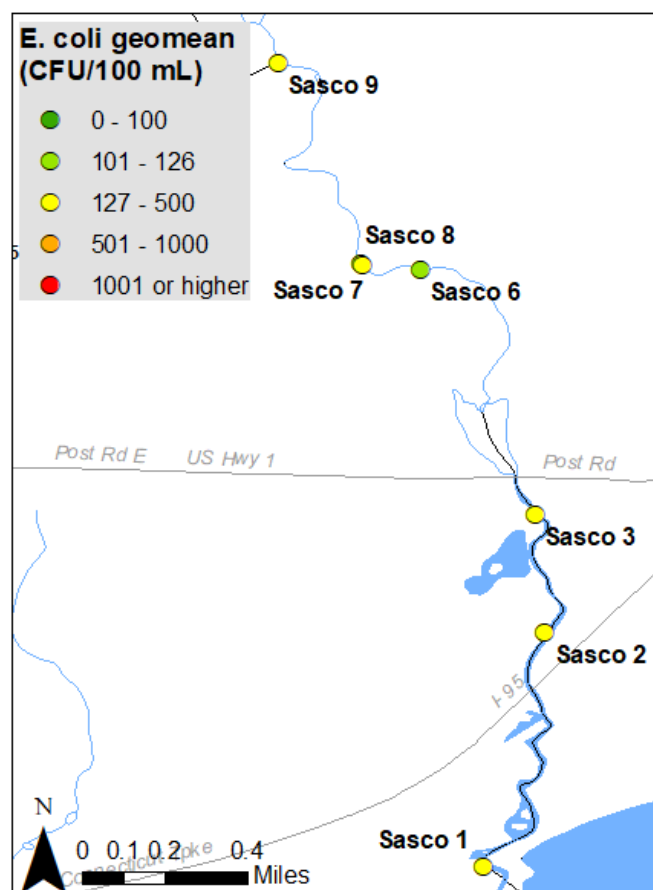 E. coli geomean
(CFU/100 mL)
0 - 100
101 - 126
127 - 500
501 - 1000
1001 or higher
Sasco 9
Sasco 8
Sasco 7
Sasco 6
Post Rd E
US Hwy 1
Post Rd
Sasco 3
Sasco 2
I-95
Sasco 1
N
0 0.1 0.2 0.4
Miles
Connecticut Tpke